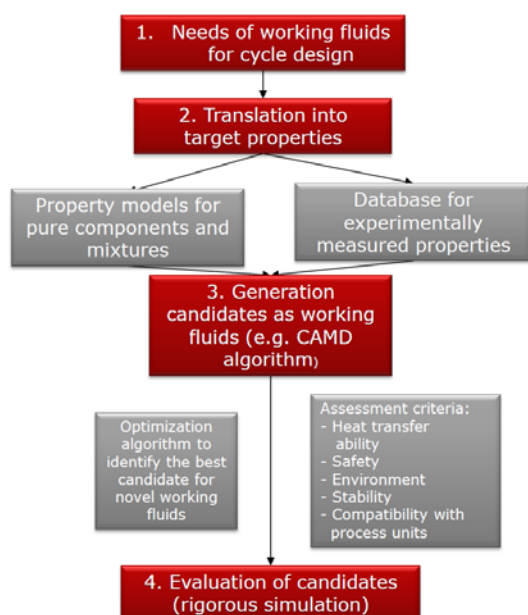 1. Needs of working fluids
for cycle design
2. Translation into
target properties
Property models for
pure components and
mixtures
Database for
experimentally
measured properties
3. Generation
candidates as working
fluids (e.g. CAMD
algorithm)
Optimization
algorithm to
identify the best
candidate for
novel working
fluids
Assessment criteria:
- Heat transfer
ability
- Safety
- Environment
- Stability
- Compatibility with
process units
4. Evaluation of candidates
(rigorous simulation)